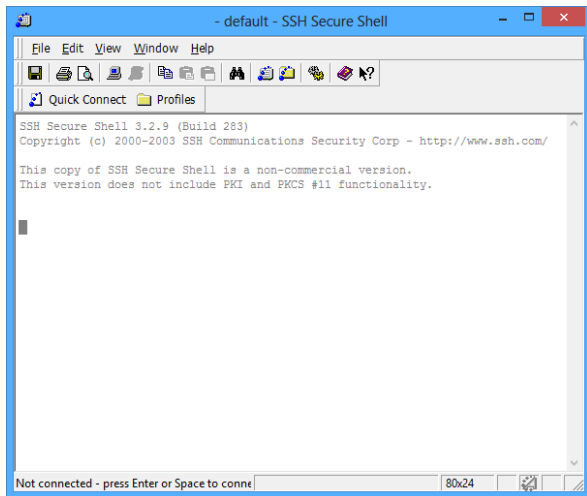 - default - SSH Secure Shell
File Edit View Window Help
Quick Connect Profiles
SSH Secure Shell 3.2.9 (Build 283)
Copyright (c) 2000-2003 SSH Communications Security Corp - http://www.ssh.com/
This copy of SSH Secure Shell is a non-commercial version.
This version does not include PKI and PKCS #11 functionality.
Not connected - press Enter or Space to conne 80x24